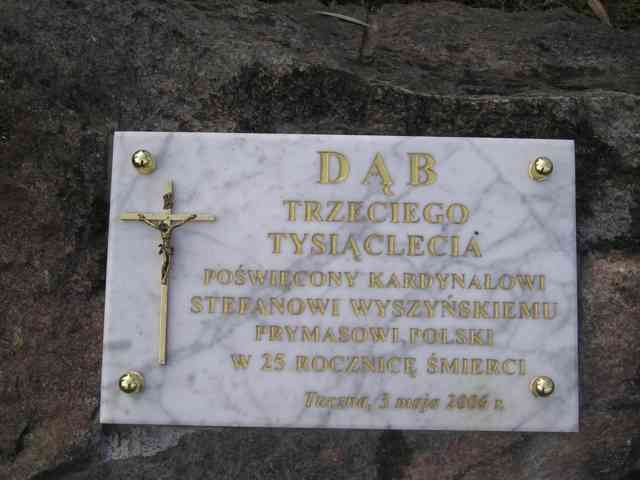 DĄB
TRZECIEGO
TYSIĄCLECIA
POŚWIĘCONY KARDYNAŁOWI
STEFANOWI WYSZYŃSKIEMU
PRYMASOWI POLSKI
W 25 ROCZNICĘ ŚMIERCI
Tuczna, 3 maja 2006 r.